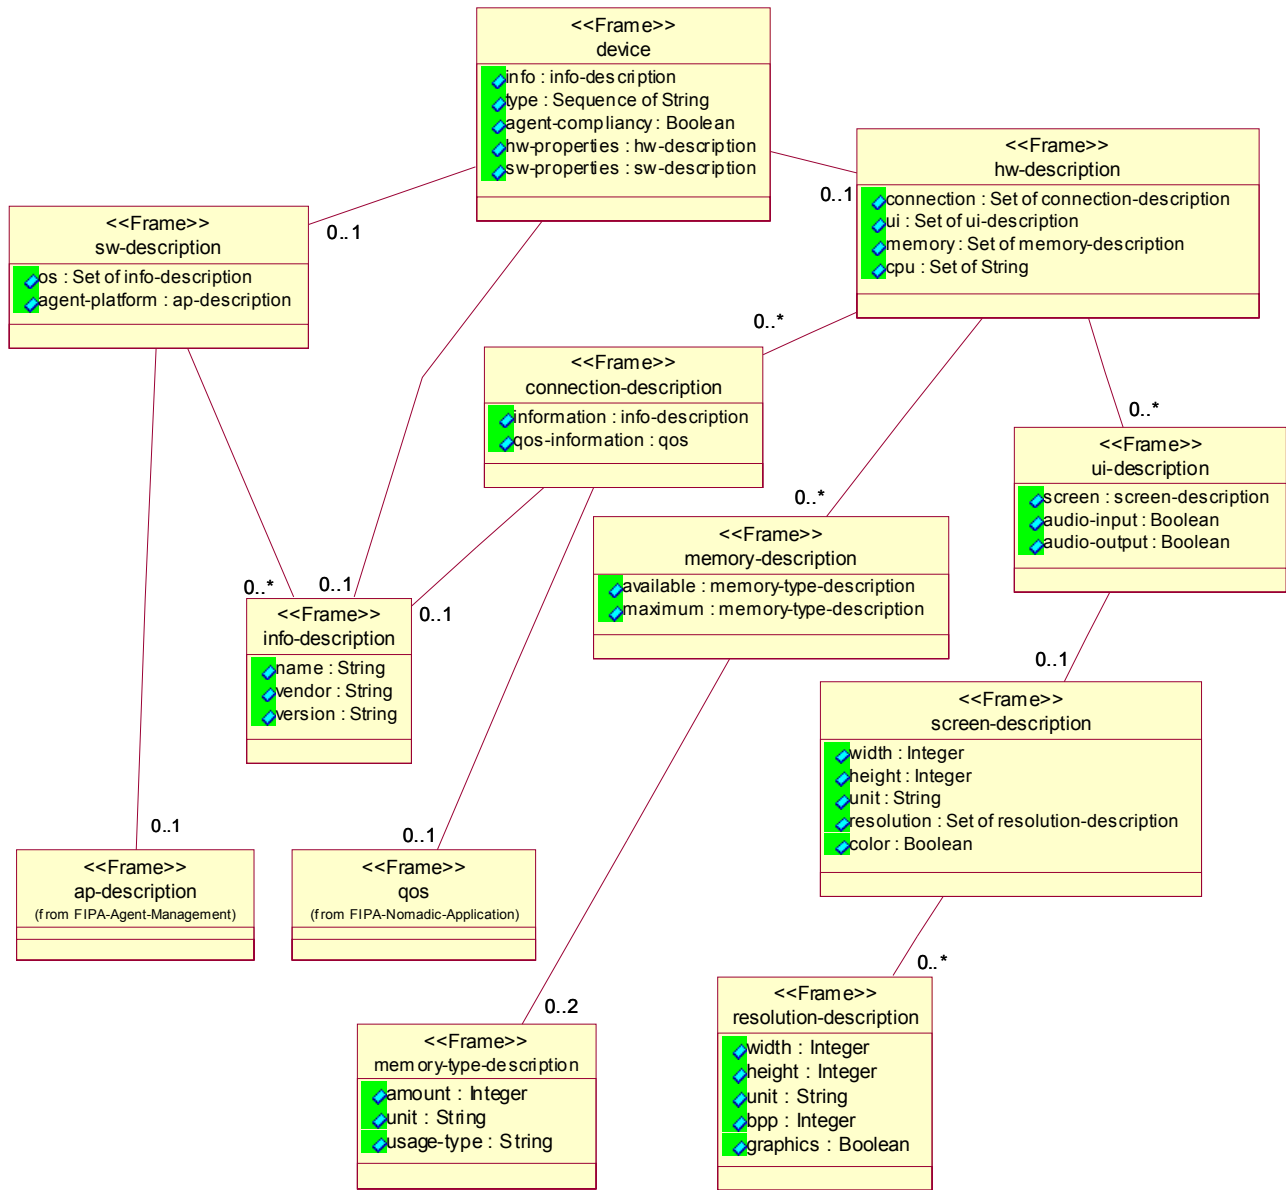 <<Frame>>
device
info : info-description
type : Sequence of String
agent-compliancy : Boolean
hw-properties : hw-description
sw-properties : sw-description
<<Frame>>
hw-description
connection : Set of connection-description
ui : Set of ui-description
memory : Set of memory-description
cpu : Set of String
0..1
0..1
<<Frame>>
sw-description
os : Set of info-description
agent-platform : ap-description
0..*
<<Frame>>
connection-description
information : info-description
qos-information : qos
0..*
<<Frame>>
ui-description
screen : screen-description
audio-input : Boolean
audio-output : Boolean
0..*
<<Frame>>
memory-description
available : memory-type-description
maximum : memory-type-description
0..*
0..1
0..1
<<Frame>>
info-description
name : String
vendor : String
version : String
0..1
<<Frame>>
screen-description
width : Integer
height : Integer
unit : String
resolution : Set of resolution-description
color : Boolean
0..1
<<Frame>>
ap-description
(from FIPA-Agent-Management)
0..1
<<Frame>>
qos
(from FIPA-Nomadic-Application)
0..*
<<Frame>>
resolution-description
width : Integer
height : Integer
unit : String
bpp : Integer
graphics : Boolean
0..2
<<Frame>>
memory-type-description
amount : Integer
unit : String
usage-type : String